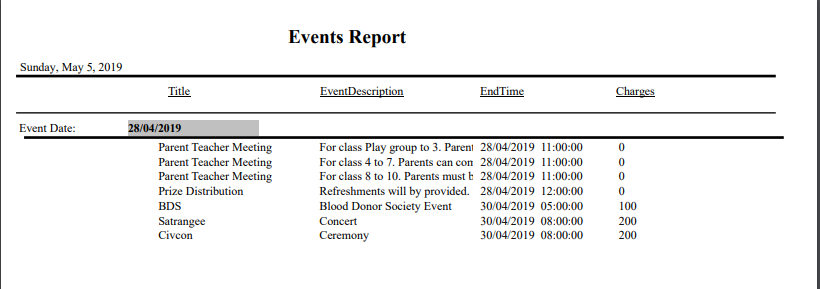 Events Report
Sunday, May 5, 2019
Title EventDescription EndTime Charges
Event Date: 28/04/2019
Parent Teacher Meeting For class Play group to 3. Parent 28/04/2019 11:00:00 0
Parent Teacher Meeting For class 4 to 7. Parents can con 28/04/2019 11:00:00 0
Parent Teacher Meeting For class 8 to 10. Parents must b 28/04/2019 11:00:00 0
Prize Distribution Refreshments will by provided. 28/04/2019 12:00:00 0
BDS Blood Donor Society Event 30/04/2019 05:00:00 100
Satrangee Concert 30/04/2019 08:00:00 200
Civcon Ceremony 30/04/2019 08:00:00 200